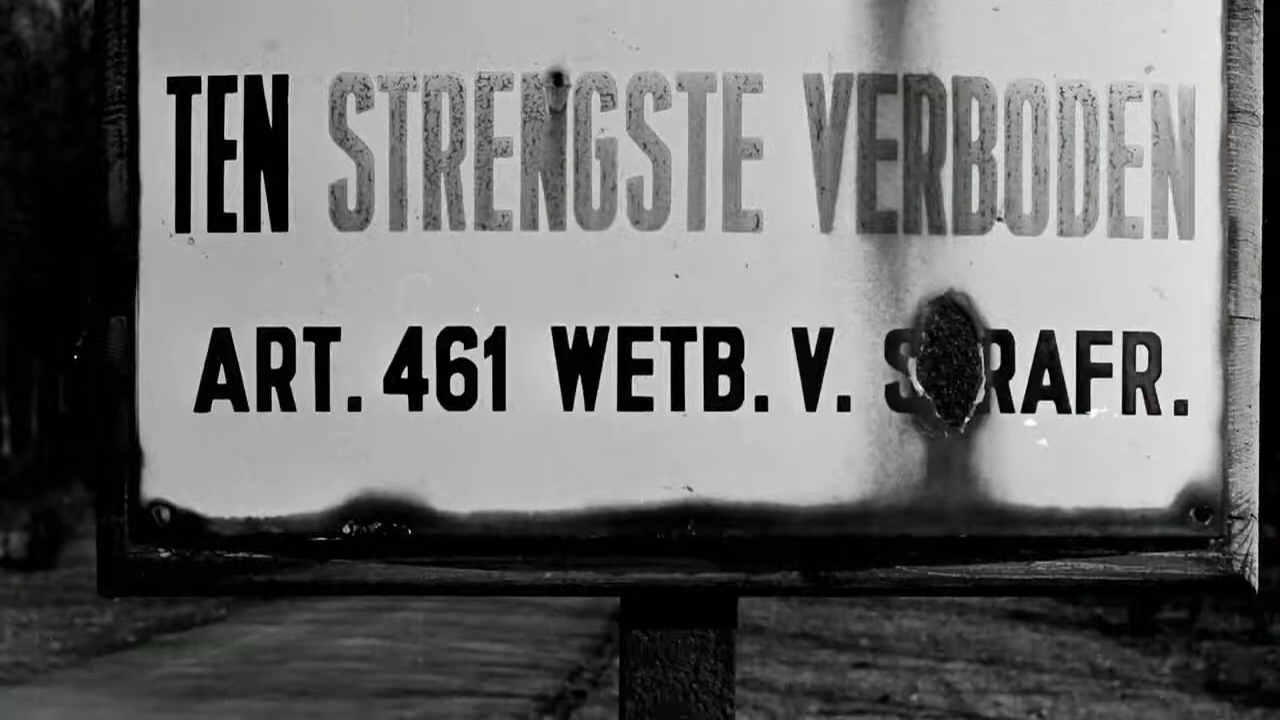 TEN STRENGSTE VERBODEN
ART. 461 WETB. V. STRAFR.